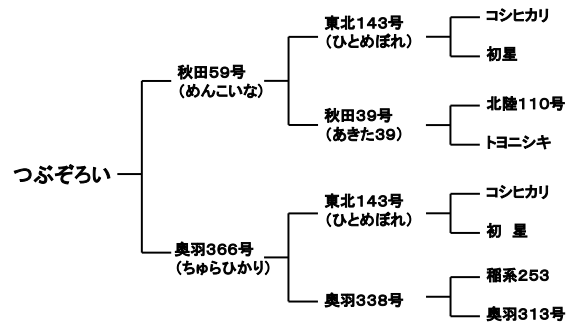 つぶぞろい
秋田59号
(めんこいな)
奥羽366号
(ちゅらひかり)
東北143号
(ひとめぼれ)
秋田39号
(あきた39)
東北143号
(ひとめぼれ)
奥羽338号
コシヒカリ
初星
北陸110号
トヨニシキ
コシヒカリ
初　星
稲系253
奥羽313号